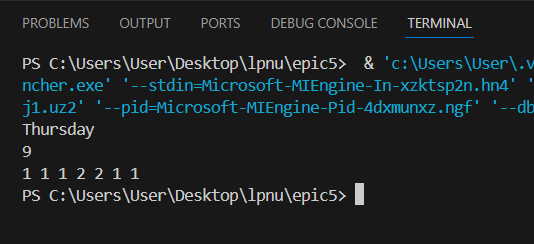 PROBLEMS OUTPUT PORTS DEBUG CONSOLE TERMINAL
PS C:\Users\User\Desktop\lpnu\epic5>  & 'c:\Users\User\.v
ncher.exe' '--stdin=Microsoft-MIEngine-In-xzktsp2n.hn4' '
j1.uz2' '--pid=Microsoft-MIEngine-Pid-4dxmunxz.ngf' '--db
Thursday
9
1 1 1 2 2 1 1
PS C:\Users\User\Desktop\lpnu\epic5>